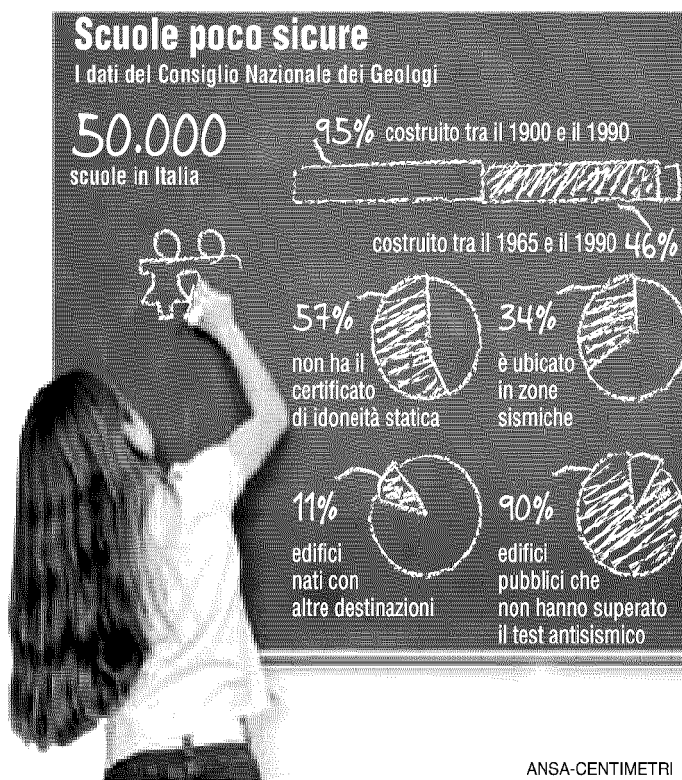 Scuole poco sicure
I dati del Consiglio Nazionale dei Geologi
50.000
scuole in Italia
95% costruito tra il 1900 e il 1990
costruito tra il 1965 e il 1990 46%
57%
non ha il
certificato
di idoneità statica
34%
è ubicato
in zone
sismiche
11%
edifici
nati con
altre destinazioni
90%
edifici
pubblici che
non hanno superato
il test antisismico
ANSA-CENTIMETRI